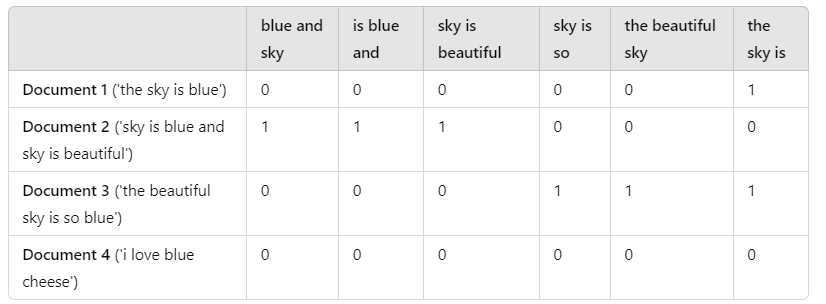 blue and sky is blue and sky is beautiful sky is so the beautiful sky the sky is
Document 1 ('the sky is blue') 0 0 0 0 0 1
Document 2 ('sky is blue and sky is beautiful') 1 1 1 0 0 0
Document 3 ('the beautiful sky is so blue') 0 0 0 1 1 1
Document 4 ('i love blue cheese') 0 0 0 0 0 0